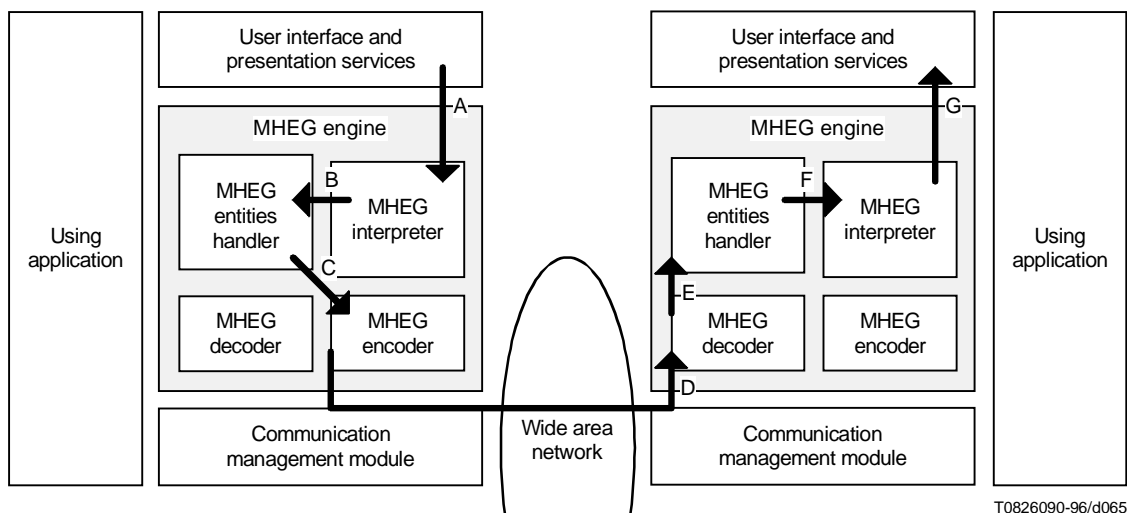 User interface and
presentation services
A
MHEG engine
MHEG
entities
handler
B
MHEG
interpreter
C
MHEG
decoder
MHEG
encoder
Using
application
Communication
management module
Wide area
network
User interface and
presentation services
G
MHEG engine
MHEG
entities
handler
F
MHEG
interpreter
E
MHEG
decoder
MHEG
encoder
D
Communication
management module
Using
application
T0826090-96/d065